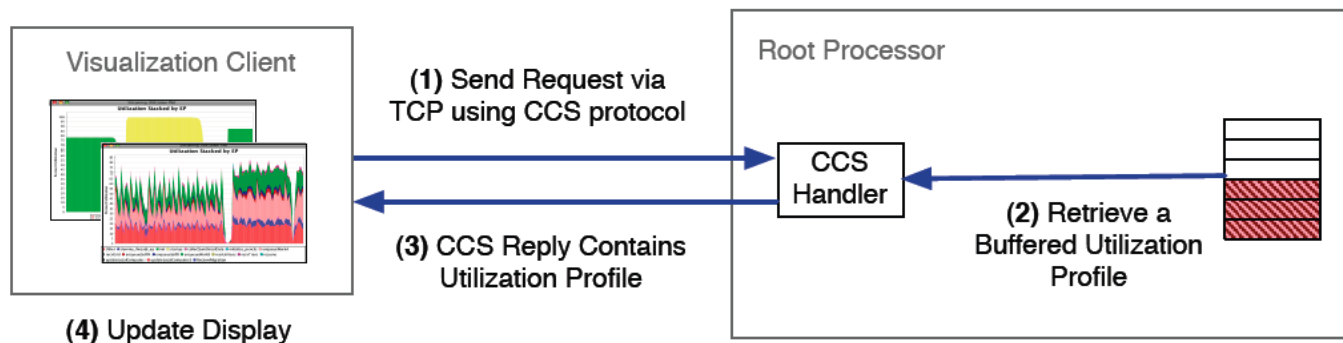 Visualization Client
Utilization Stacked by EP
Utilization Stacked by EP
(4) Update Display
(1) Send Request via
TCP using CCS protocol
(3) CCS Reply Contains
Utilization Profile
Root Processor
CCS
Handler
(2) Retrieve a
Buffered Utilization
Profile